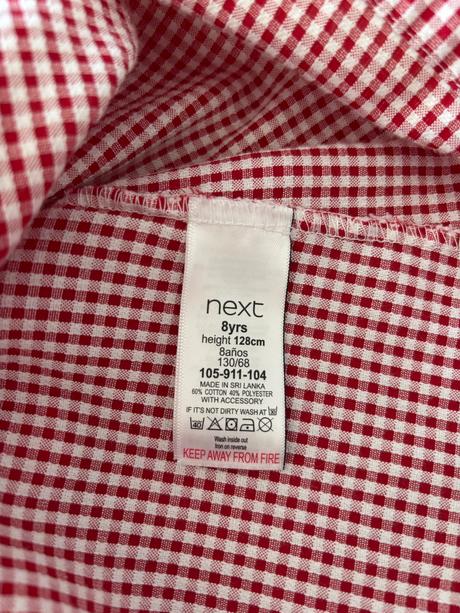 next
8yrs
height 128cm
8años
130/68
105-911-104
MADE IN SRI LANKA
60% COTTON 40% POLYESTER
WITH ACCESSORY
IF IT'S NOT DIRTY WASH AT
40
Wash inside out
Iron on reverse
KEEP AWAY FROM FIRE